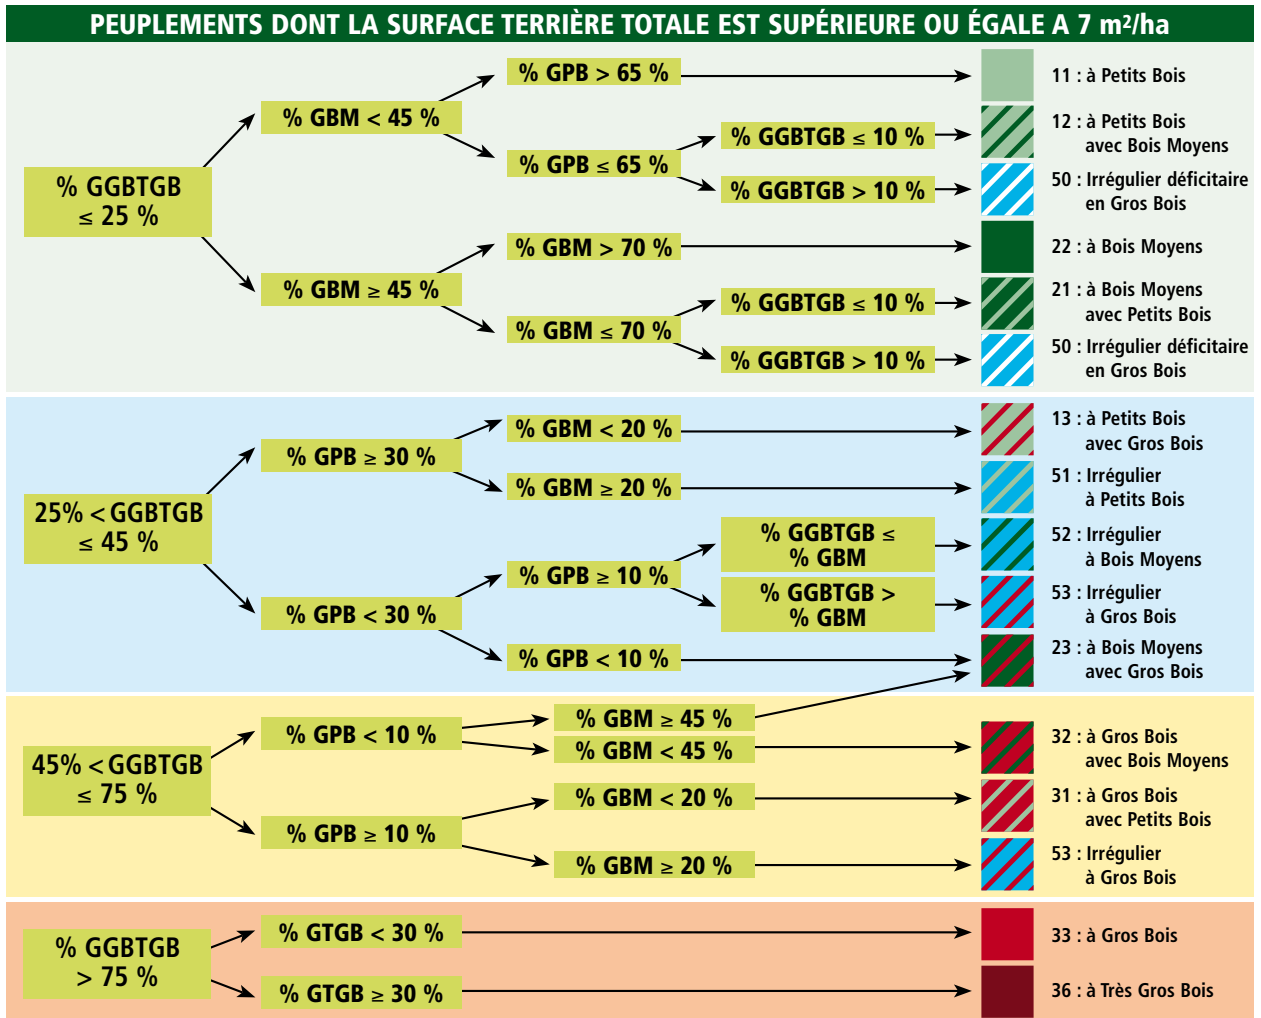 PEUPLEMENTS DONT LA SURFACE TERRIÈRE TOTALE EST SUPÉRIEURE OU ÉGALE A 7 m²/ha
% GGBTGB
≤ 25 %
% GBM < 45 %
% GPB > 65 %
11 : à Petits Bois
% GPB ≤ 65 %
% GGBTGB ≤ 10 %
12 : à Petits Bois
avec Bois Moyens
% GGBTGB > 10 %
50 : Irrégulier déficitaire
en Gros Bois
% GBM ≥ 45 %
% GBM > 70 %
22 : à Bois Moyens
% GBM ≤ 70 %
% GGBTGB ≤ 10 %
21 : à Bois Moyens
avec Petits Bois
% GGBTGB > 10 %
50 : Irrégulier déficitaire
en Gros Bois
25% < GGBTGB
≤ 45 %
% GPB ≥ 30 %
% GBM < 20 %
13 : à Petits Bois
avec Gros Bois
% GBM ≥ 20 %
51 : Irrégulier
à Petits Bois
% GPB < 30 %
% GPB ≥ 10 %
% GGBTGB ≤
% GBM
52 : Irrégulier
à Bois Moyens
% GGBTGB >
% GBM
53 : Irrégulier
à Gros Bois
% GPB < 10 %
23 : à Bois Moyens
avec Gros Bois
45% < GGBTGB
≤ 75 %
% GPB < 10 %
% GBM ≥ 45 %
% GBM < 45 %
32 : à Gros Bois
avec Bois Moyens
% GPB ≥ 10 %
% GBM < 20 %
31 : à Gros Bois
avec Petits Bois
% GBM ≥ 20 %
53 : Irrégulier
à Gros Bois
% GGBTGB
> 75 %
% GTGB < 30 %
33 : à Gros Bois
% GTGB ≥ 30 %
36 : à Très Gros Bois